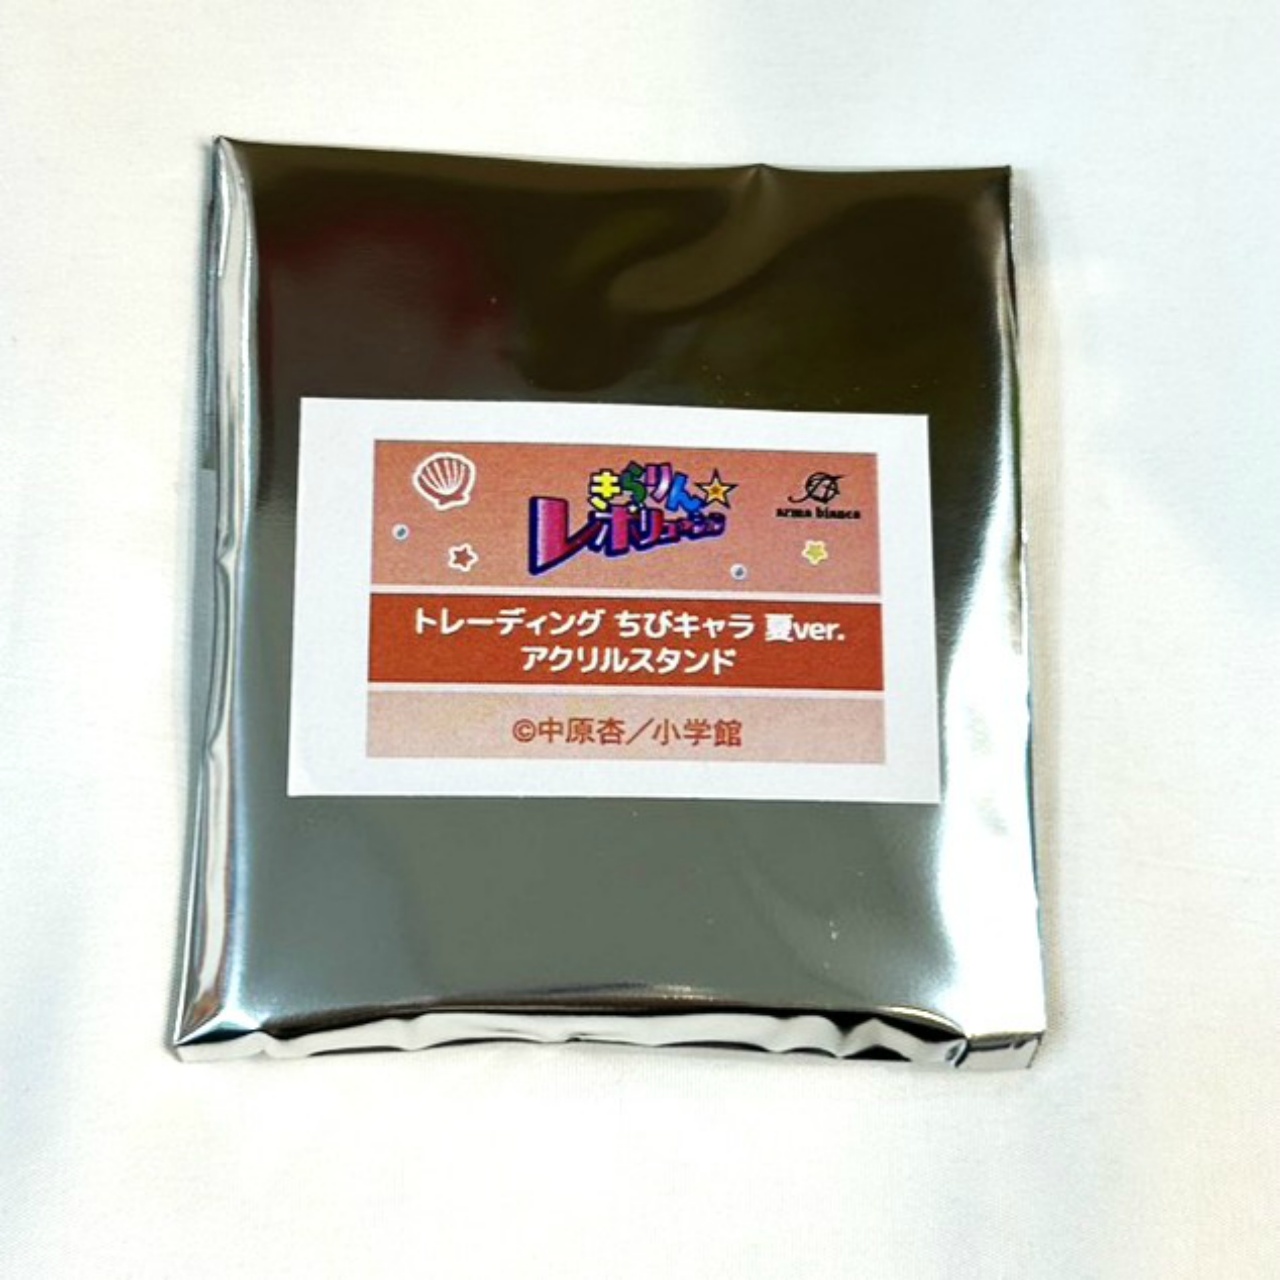 きらりん☆
レボリューション
arma bianca
トレーディング ちびキャラ 夏ver.
アクリルスタンド
©中原杏／小学館